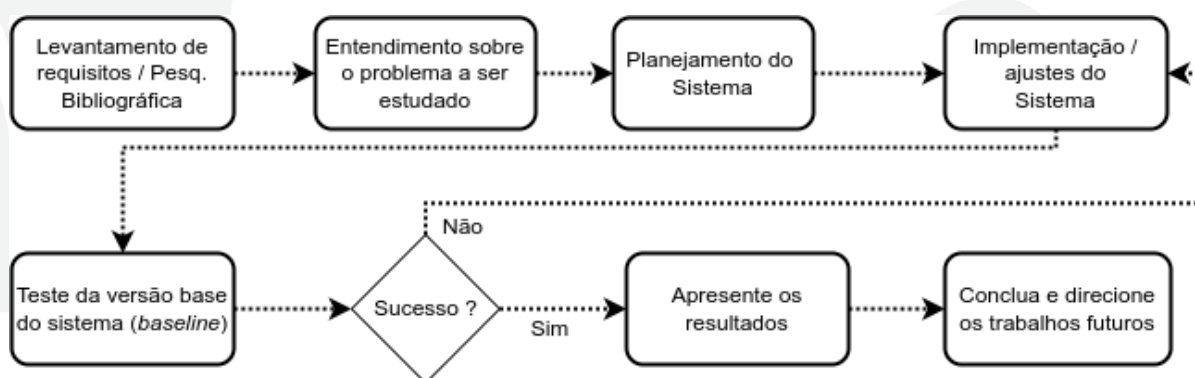 Levantamento de
requisitos / Pesq.
Bibliográfica
Entendimento sobre
o problema a ser
estudado
Planejamento do
Sistema
Implementação /
ajustes do
Sistema
Teste da versão base
do sistema (baseline)
Sucesso ?
Não
Sim
Apresente os
resultados
Conclua e direcione
os trabalhos futuros